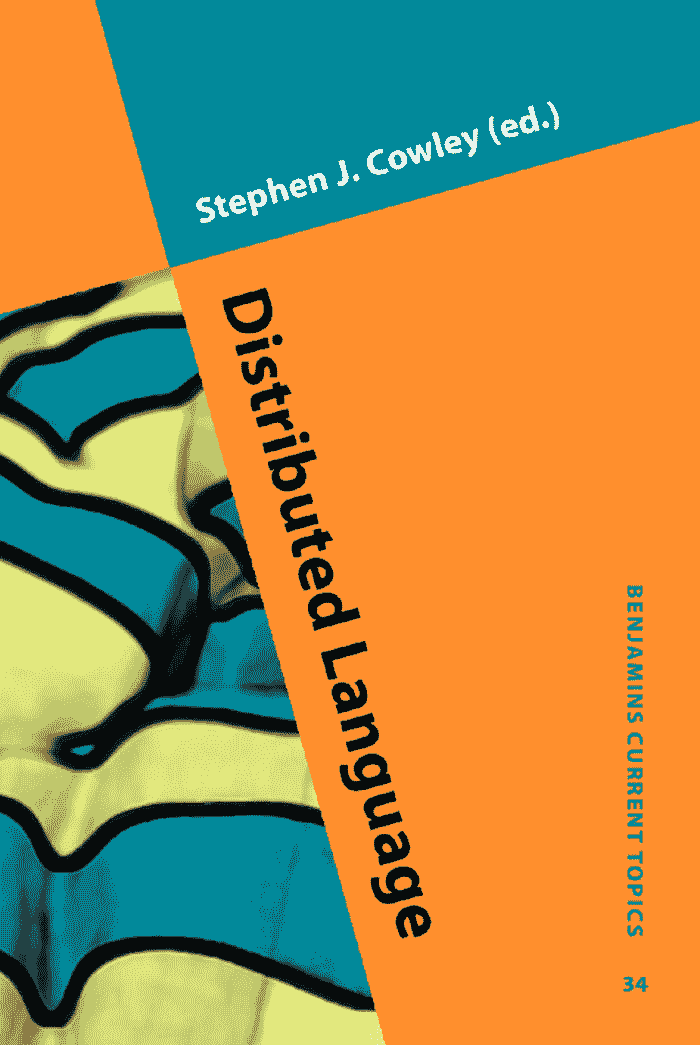 Stephen J. Cowley (ed.)
Distributed Language
BENJAMINS CURRENT TOPICS
34